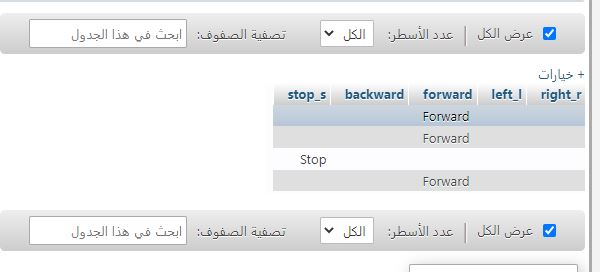 عرض الكل | عدد الأسطر: الكل تصفية الصفوف: ابحث في هذا الجدول
+ خيارات
right_r left_l forward backward stop_s
Forward
Forward
Stop
Forward
عرض الكل | عدد الأسطر: الكل تصفية الصفوف: ابحث في هذا الجدول